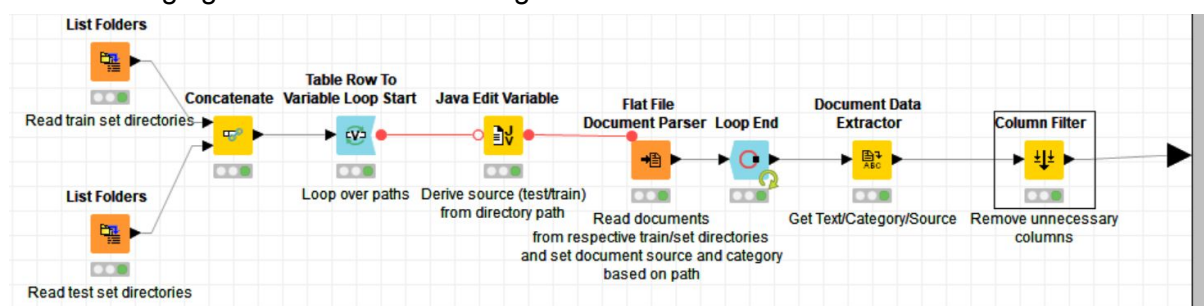 List Folders
Read train set directories
Concatenate
Table Row To
Variable Loop Start
V
Loop over paths
Java Edit Variable
J
V
Derive source (test/train)
from directory path
Flat File
Document Parser
Read documents
from respective train/set directories
and set document source and category
based on path
Loop End
Document Data
Extractor
ABC
Get Text/Category/Source
Column Filter
Remove unnecessary
columns
List Folders
Read test set directories